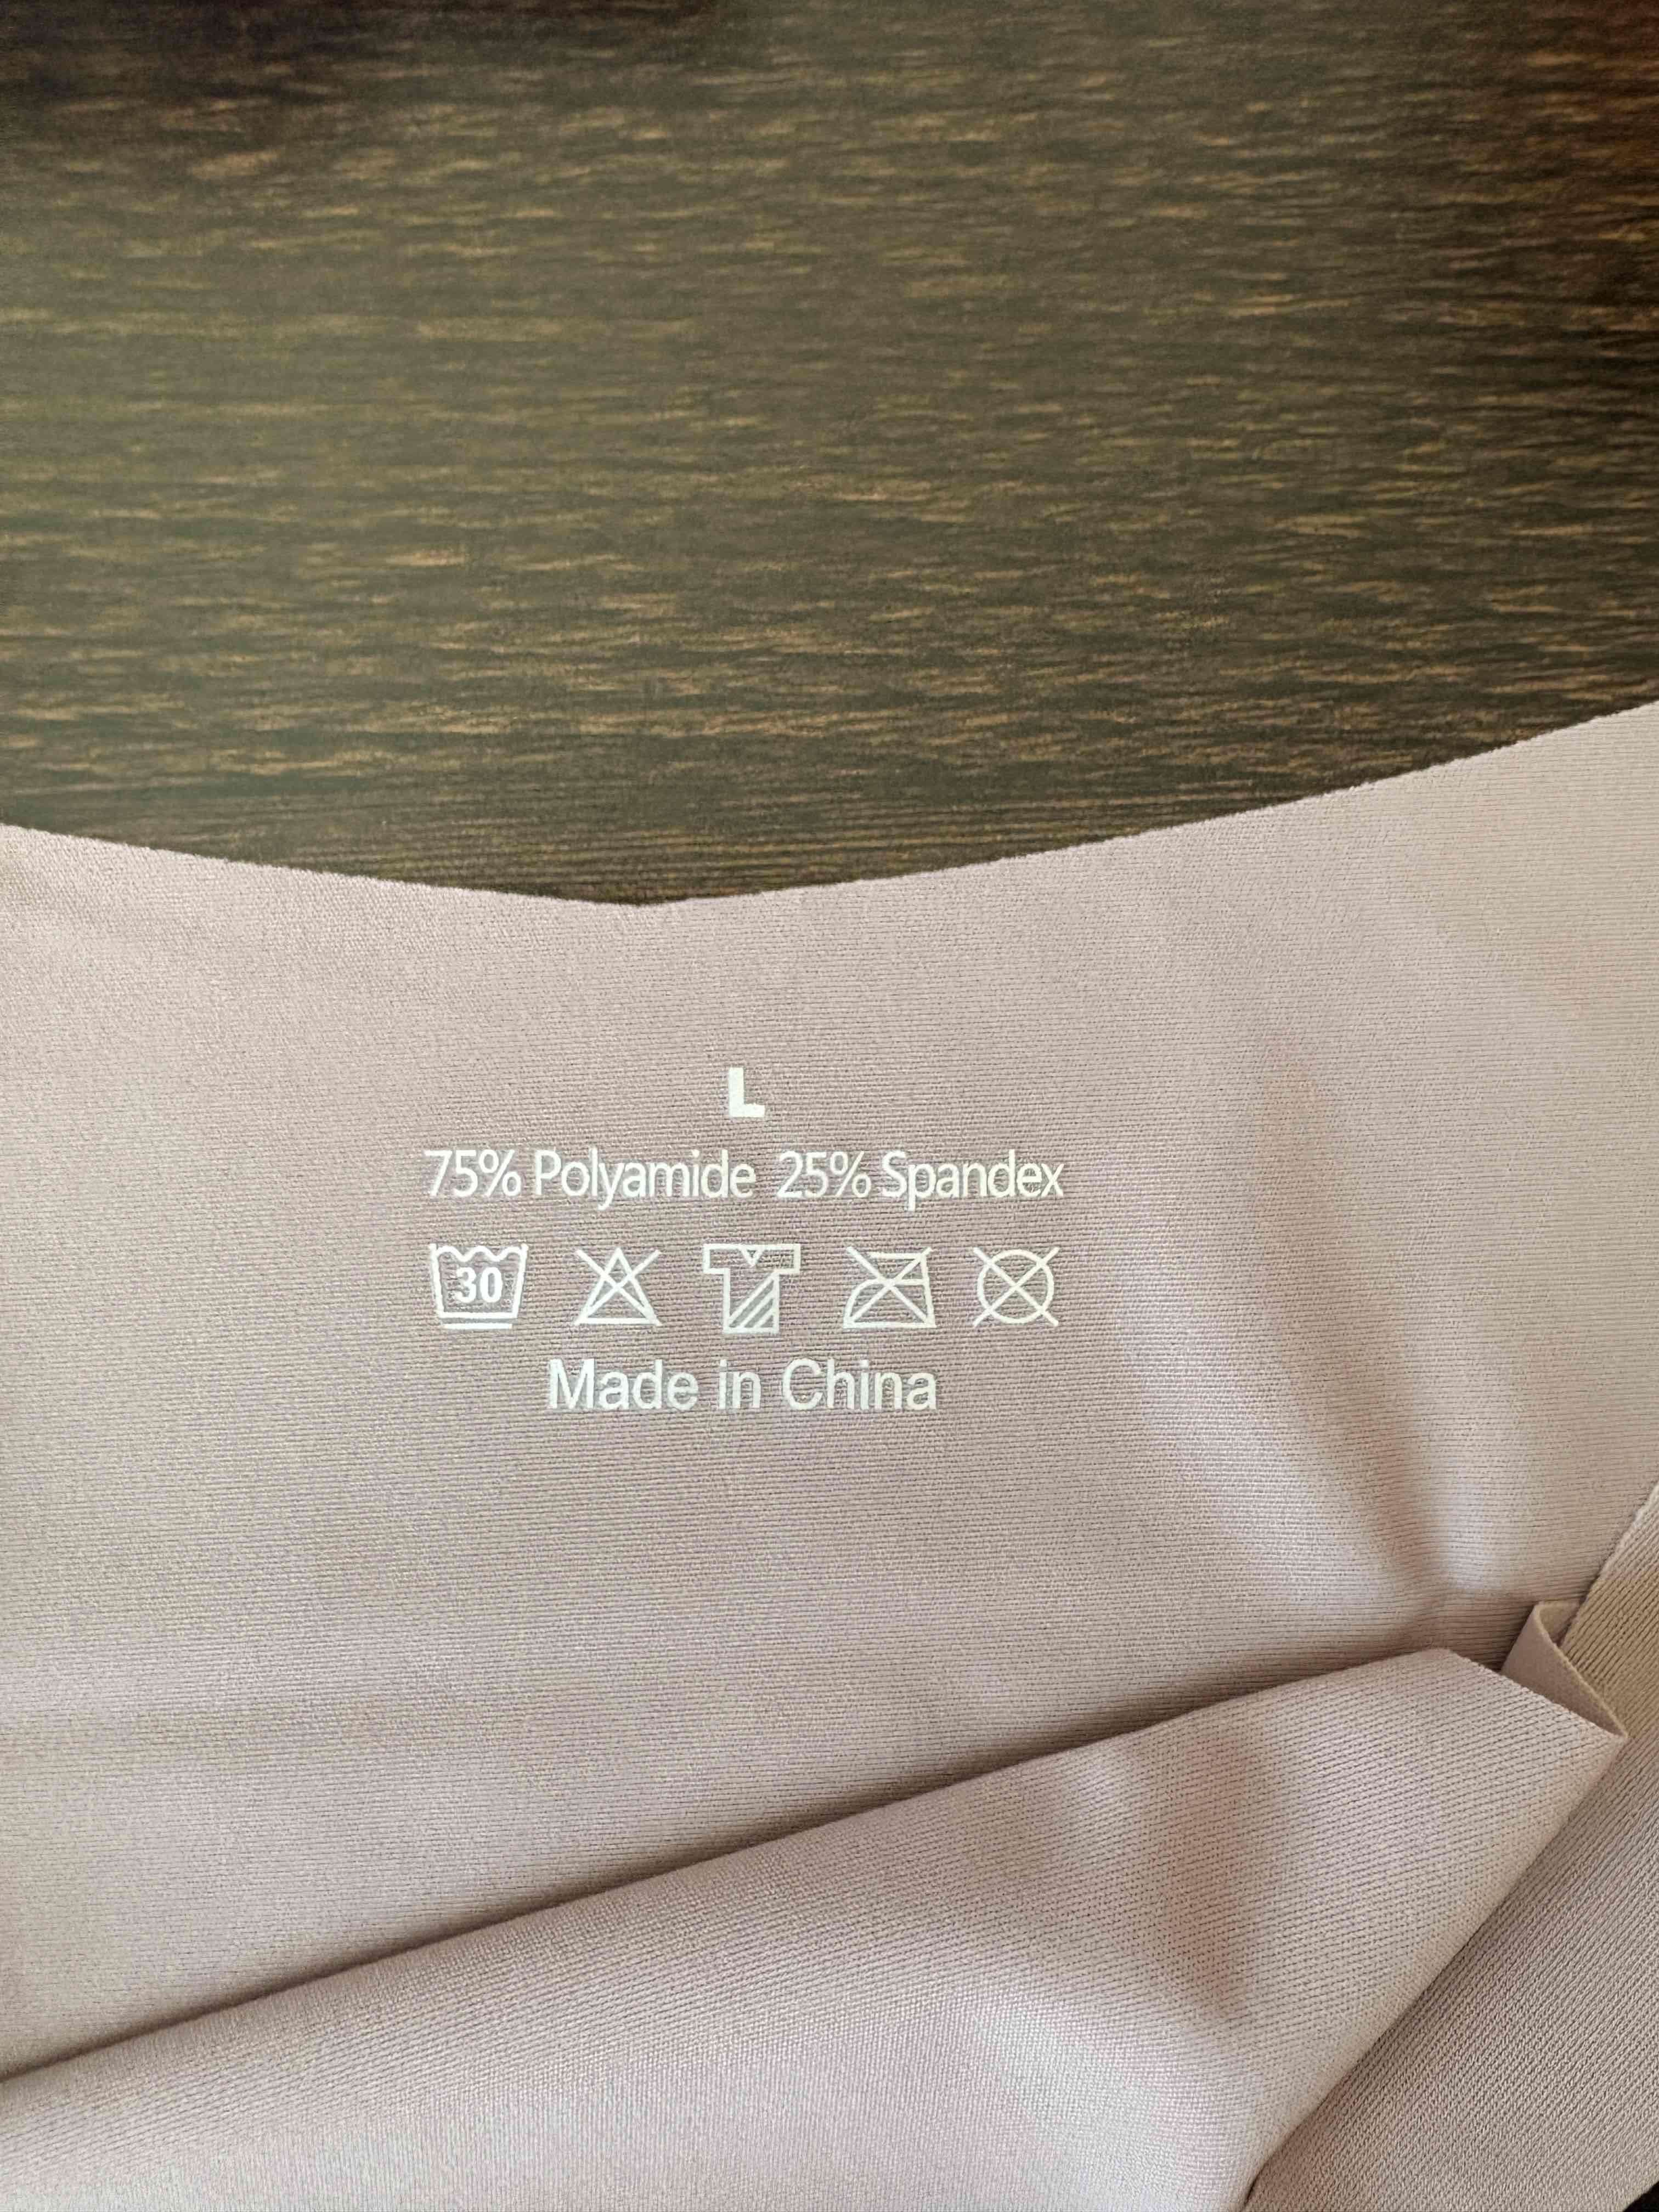 L
75% Polyamide 25% Spandex
30
Made in China